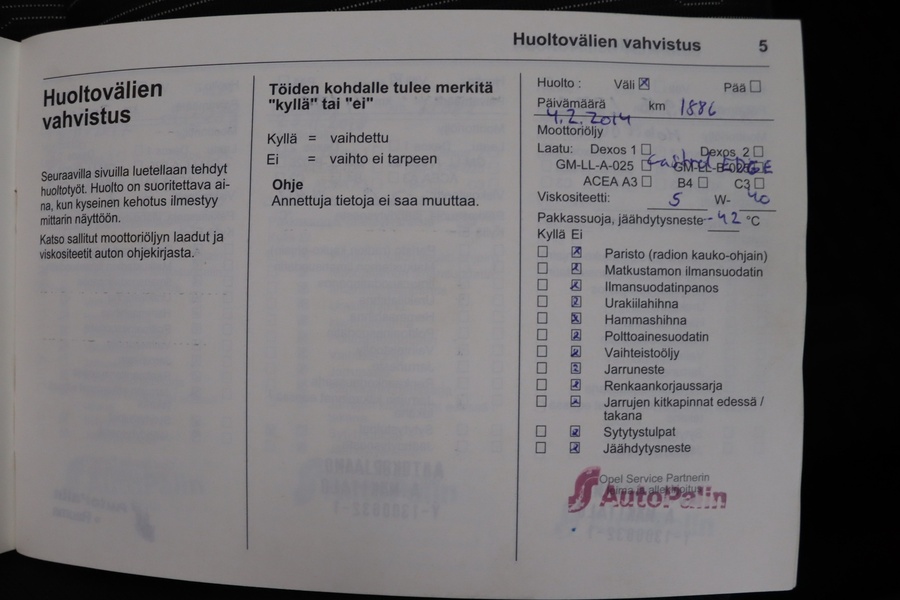 Huoltovälien vahvistus 5
Huoltovälien
vahvistus
Seuraavilla sivuilla luetellaan tehdyt
huoltotyöt. Huolto on suoritettava ai-
na, kun kyseinen kehotus ilmestyy
mittarin näyttöön.
Katso sallitut moottoriöljyn laadut ja
viskositeetit auton ohjekirjasta.
Töiden kohdalle tulee merkitä
"kyllä" tai "ei"
Kyllä = vaihdettu
Ei = vaihto ei tarpeen
Ohje
Annettuja tietoja ei saa muuttaa.
Huolto : Väli ☒ Pää ☐
Päivämäärä km 1886
4.2.2014
Moottoriöljy
Laatu: Dexos 1 ☐ Dexos 2 ☐
GM-LL-A-025 ☐ GM-LL-B-025 ☐
Castrol EDGE
ACEA A3 ☐ B4 ☐ C3 ☐
Viskositeetti: 5 W- 40
Pakkassuoja, jäähdytysneste -42 °C
Kyllä Ei
☐ ☒ Paristo (radion kauko-ohjain)
☐ ☒ Matkustamon ilmansuodatin
☐ ☒ Ilmansuodatinpanos
☐ ☒ Urakiilahihna
☐ ☒ Hammashihna
☐ ☒ Polttoainesuodatin
☐ ☒ Vaihteistoöljy
☐ ☒ Jarruneste
☐ ☒ Renkaankorjaussarja
☐ ☒ Jarrujen kitkapinnat edessä /
takana
☐ ☒ Sytytystulpat
☐ ☒ Jäähdytysneste
Opel Service Partnerin
leima ja allekirjoitus
AutoPalin